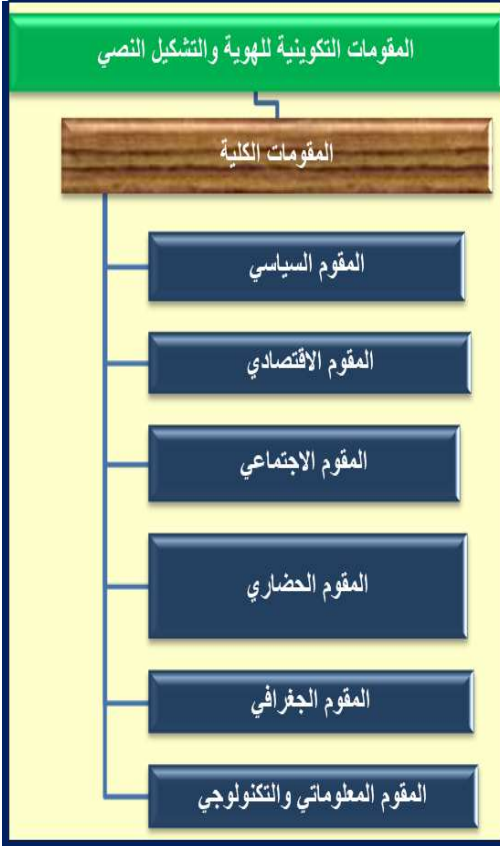 المقومات التكوينية للهوية والتشكيل النصي
المقومات الكلية
المقوم السياسي
المقوم الاقتصادي
المقوم الاجتماعي
المقوم الحضاري
المقوم الجغرافي
المقوم المعلوماتي والتكنولوجي